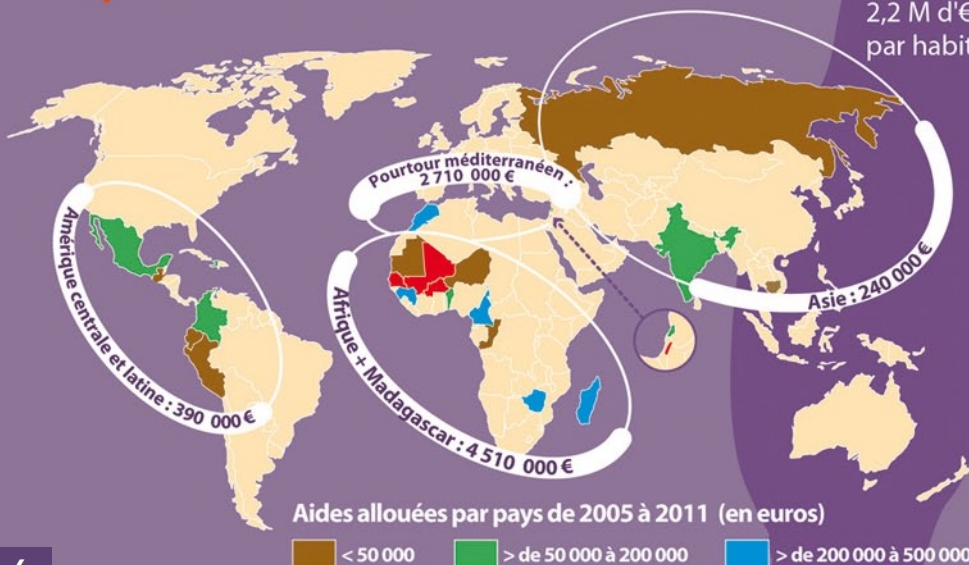 2,2 M d'€
par habit
Pourtour méditerranéen :
2 710 000 €
Amérique centrale et latine : 390 000 €
Afrique + Madagascar : 4 510 000 €
Asie : 240 000 €
Aides allouées par pays de 2005 à 2011 (en euros)
< 50 000
> de 50 000 à 200 000
> de 200 000 à 500 000